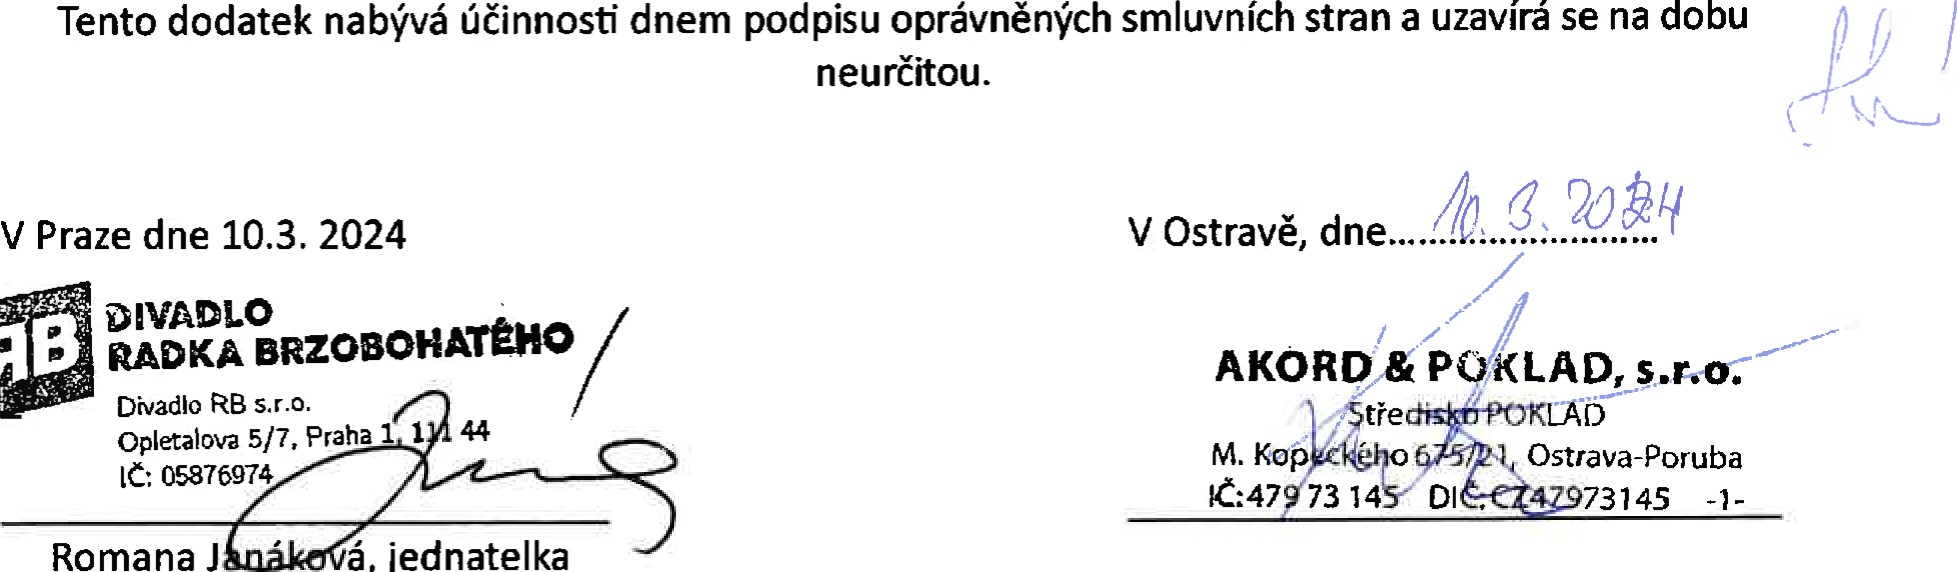 Tento dodatek nabývá účinnosti dnem podpisu oprávněných smluvních stran a uzavírá se na dobu
neurčitou.
V Praze dne 10.3. 2024
V Ostravě, dne 10. 3. 2024
RB
DIVADLO
RADKA BRZOBOHATÉHO
Divadlo RB s.r.o.
Opletalova 5/7, Praha 1, 111 44
IČ: 05876974
Romana Janáková, jednatelka
AKORD & POKLAD, s.r.o.
Středisko POKLAD
M. Kopeckého 675/21, Ostrava-Poruba
IČ:479 73 145 DIČ:CZ47973145 -1-